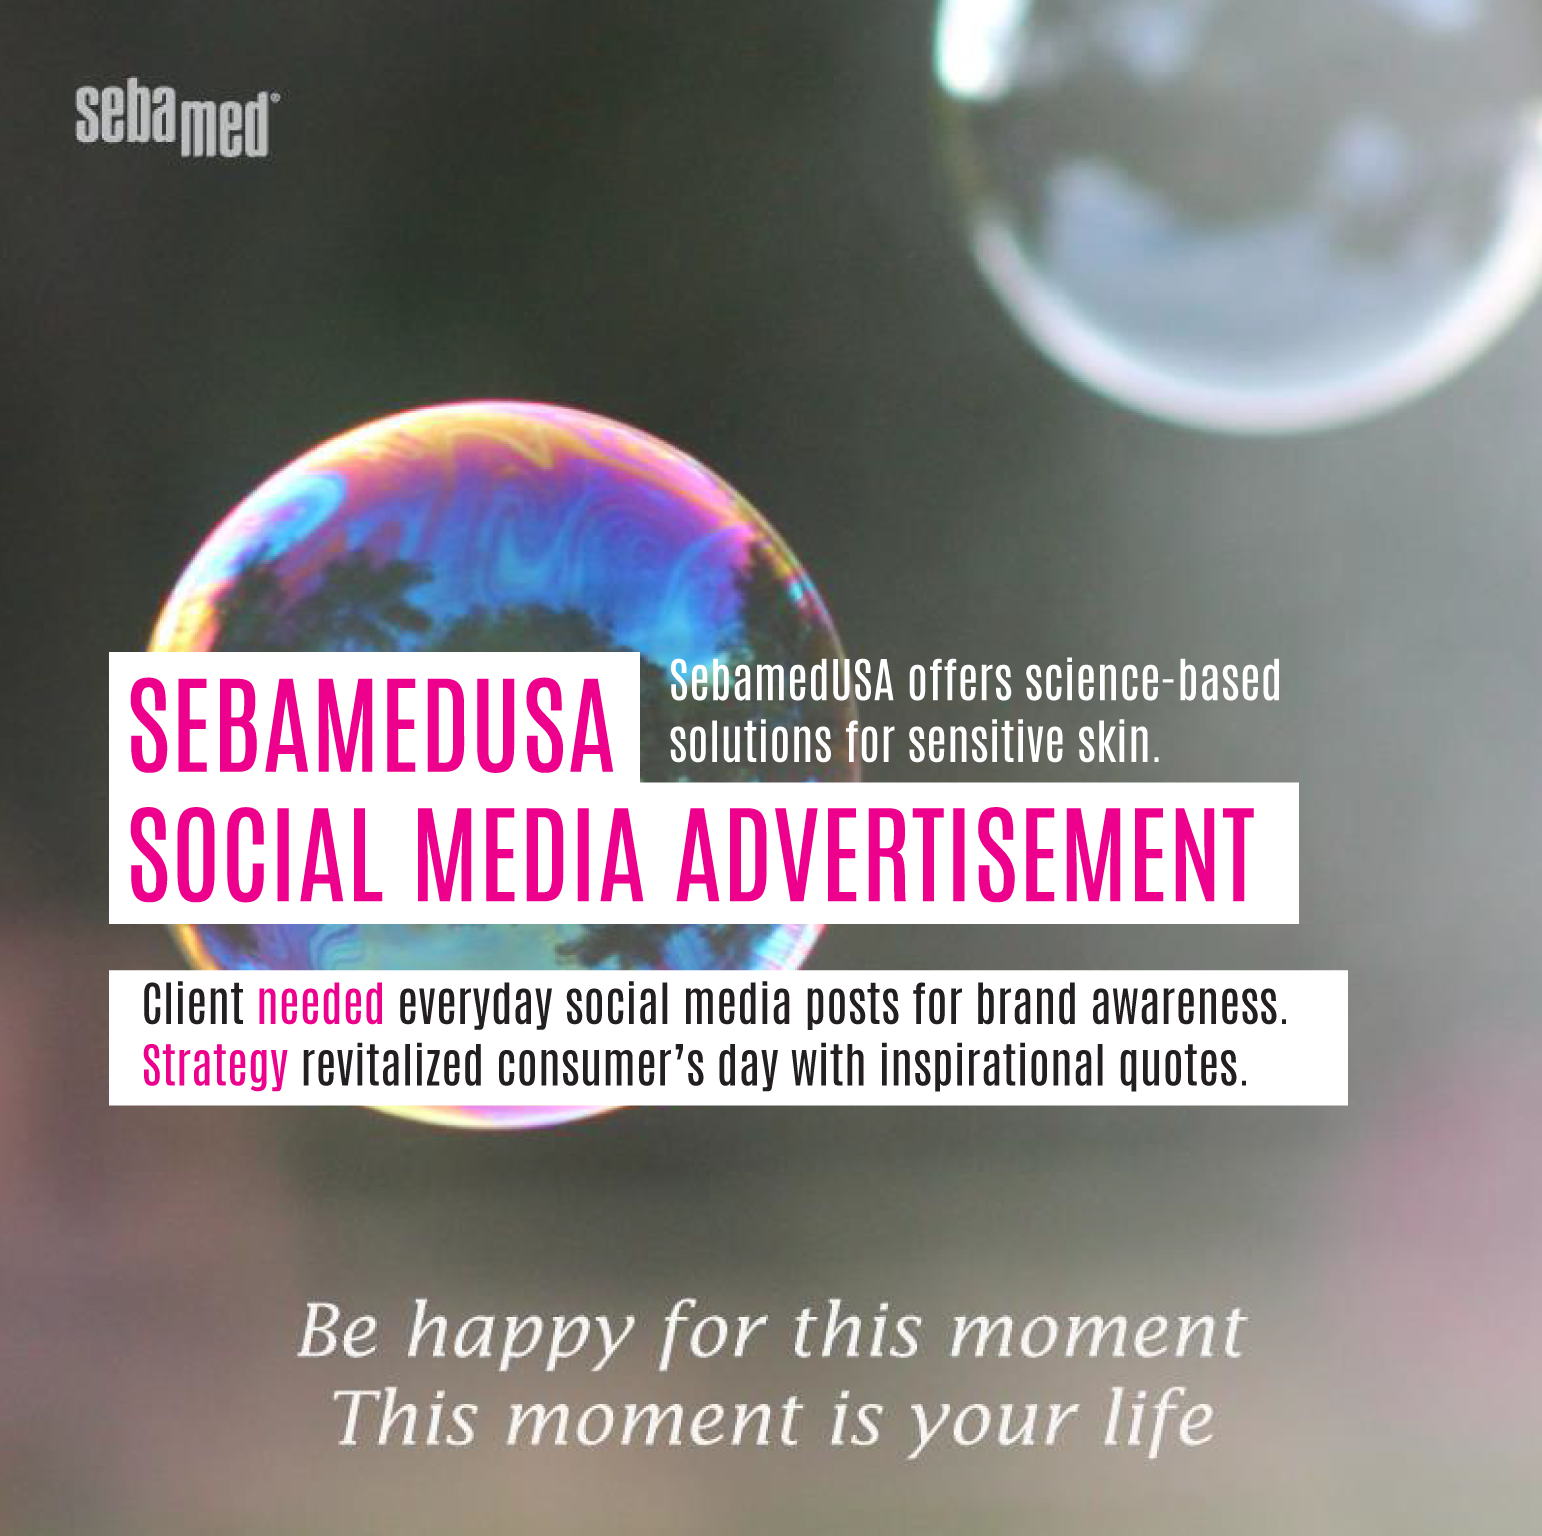 sebamed®
SEBAMEDUSA
SebamedUSA offers science-based
solutions for sensitive skin.
SOCIAL MEDIA ADVERTISEMENT
Client needed everyday social media posts for brand awareness.
Strategy revitalized consumer’s day with inspirational quotes.
Be happy for this moment
This moment is your life